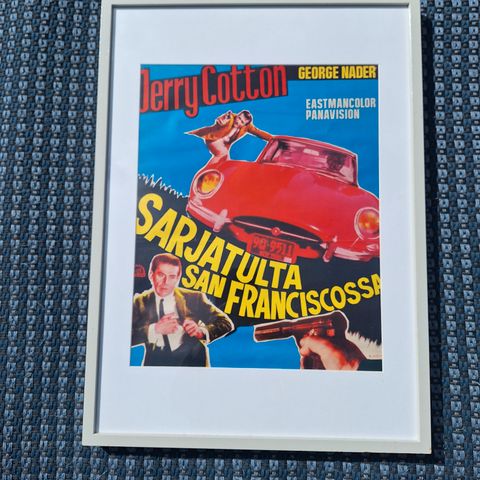 Jerry Cotton
GEORGE NADER
EASTMANCOLOR
PANAVISION
SARJATULTA
SAN FRANCISCOSSA